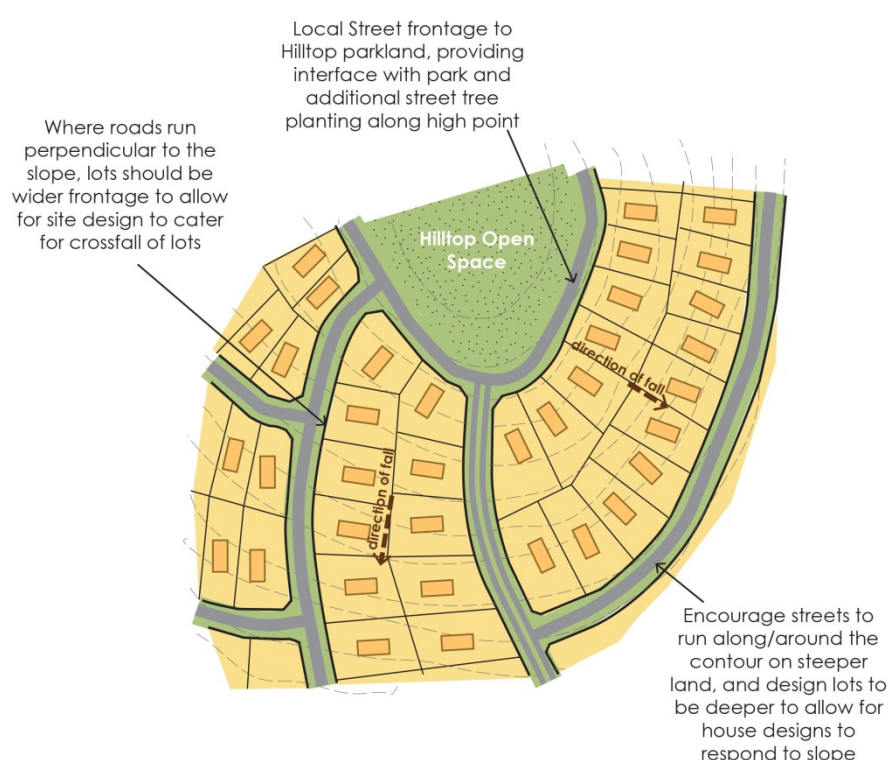 Local Street frontage to
Hilltop parkland, providing
interface with park and
additional street tree
planting along high point
Where roads run
perpendicular to the
slope, lots should be
wider frontage to allow
for site design to cater
for crossfall of lots
Hilltop Open
Space
direction of fall
direction of fall
Encourage streets to
run along/around the
contour on steeper
land, and design lots to
be deeper to allow for
house designs to
respond to slope